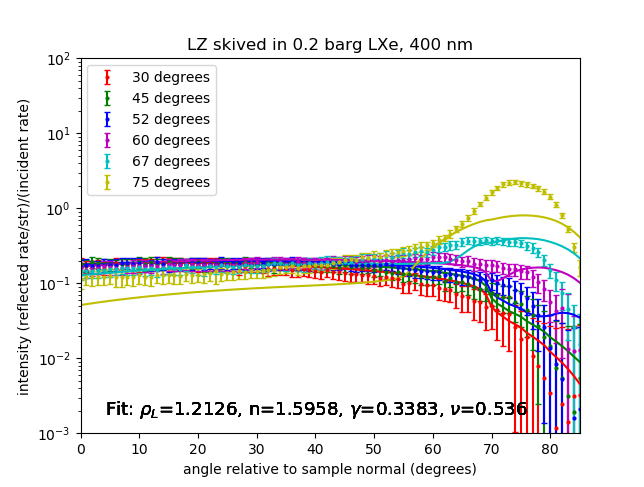 LZ skived in 0.2 barg LXe, 400 nm
10²
10¹
10⁰
10⁻¹
10⁻²
10⁻³
intensity (reflected rate/str)/(incident rate)
30 degrees
45 degrees
52 degrees
60 degrees
67 degrees
75 degrees
Fit: ρ_L=1.2126, n=1.5958, γ=0.3383, ν=0.536
0 10 20 30 40 50 60 70 80
angle relative to sample normal (degrees)